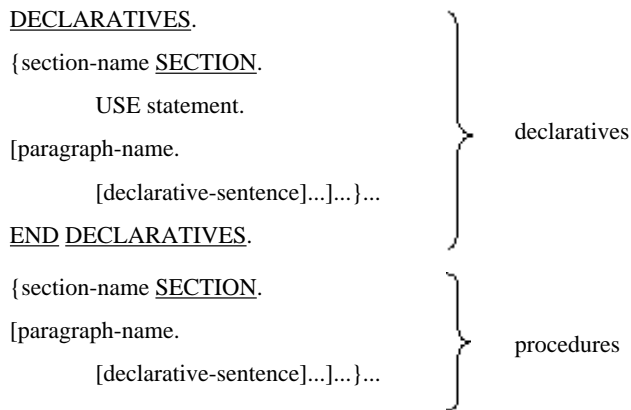 DECLARATIVES.
{section-name SECTION.
USE statement.
[paragraph-name.
[declarative-sentence]...]...}...
END DECLARATIVES.
declaratives
{section-name SECTION.
[paragraph-name.
[declarative-sentence]...]...}...
procedures